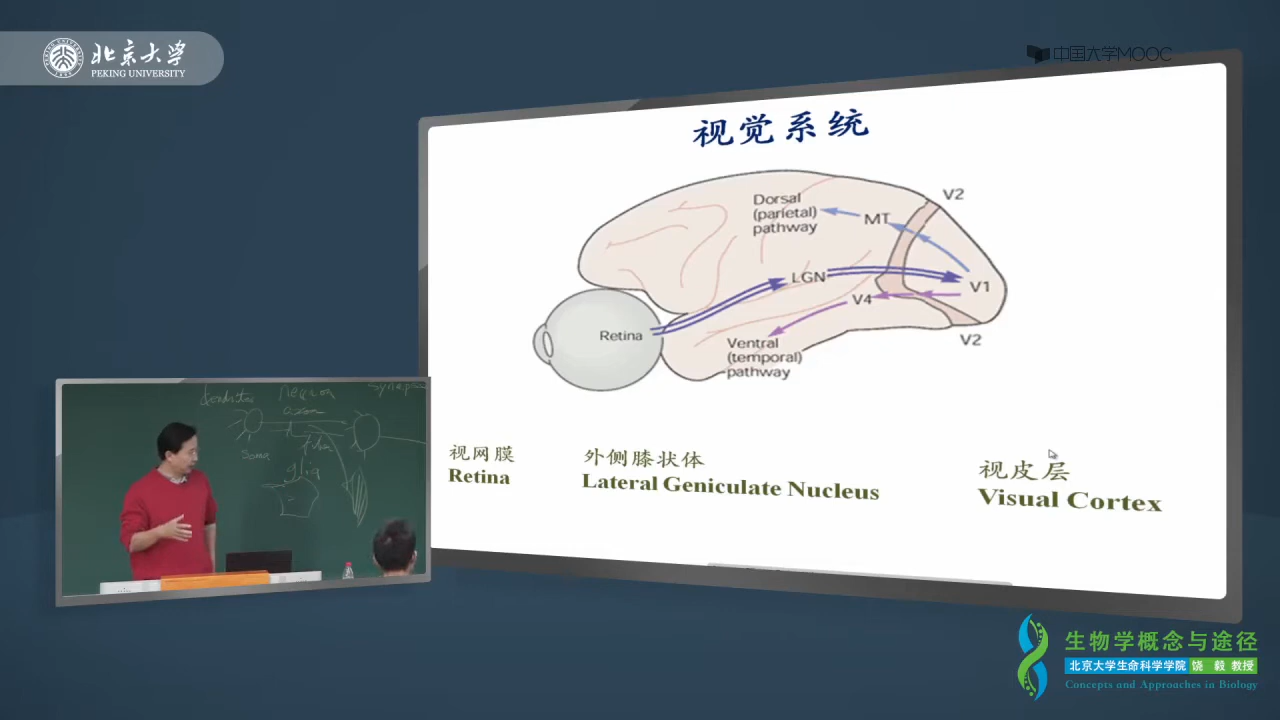 北京大学
PEKING UNIVERSITY
中国大学MOOC
视觉系统
V2
Dorsal
(parietal)
pathway
MT
LGN
V1
V4
Retina
V2
Ventral
(temporal)
pathway
视网膜
Retina
外侧膝状体
Lateral Geniculate Nucleus
视皮层
Visual Cortex
neuron
axon
soma
glia
生物学概念与途径
北京大学生命科学学院 饶 毅 教授
Concepts and Approaches in Biology